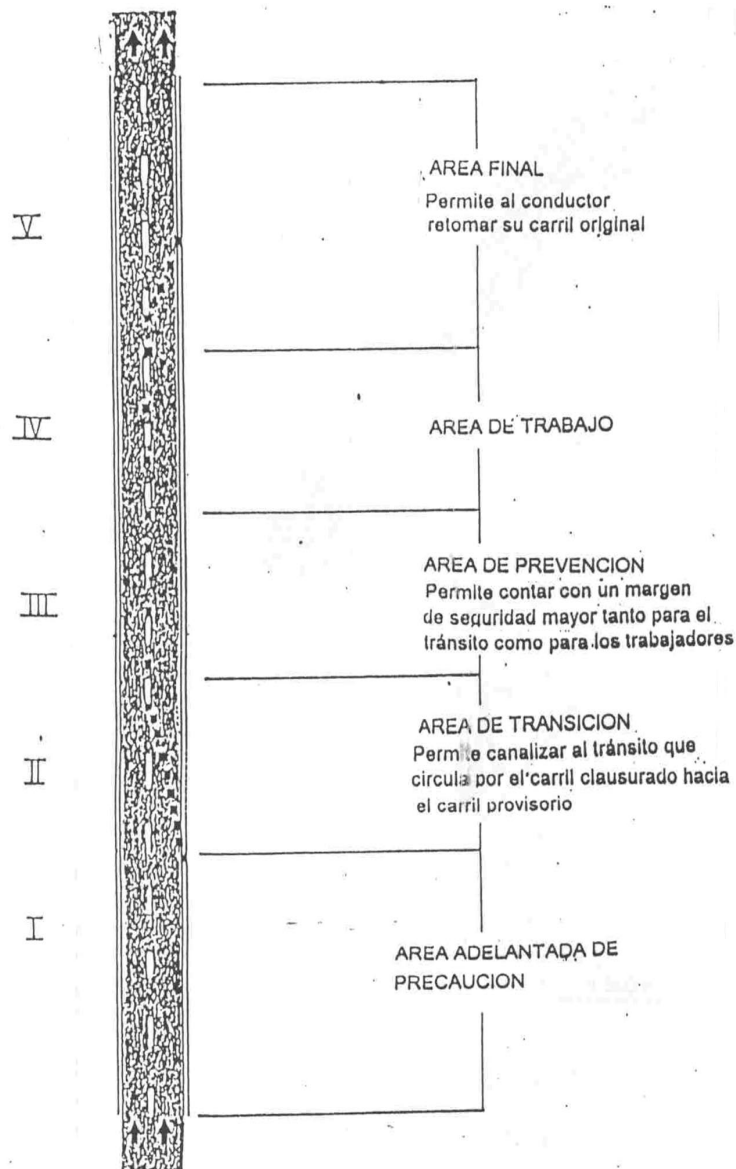 V
AREA FINAL
Permite al conductor
retomar su carril original
IV
AREA DE TRABAJO
III
AREA DE PREVENCION
Permite contar con un margen
de seguridad mayor tanto para el
tránsito como para los trabajadores
II
AREA DE TRANSICION
Permite canalizar al tránsito que
circula por el carril clausurado hacia
el carril provisorio
I
AREA ADELANTADA DE
PRECAUCION